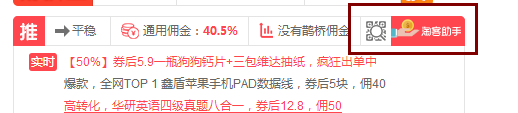 推 平稳 通用佣金：40.5% 没有鹊桥佣金 淘客助手
实时 【50%】券后5.9一瓶狗狗钙片+三包维达抽纸，疯狂出单中
爆款，全网TOP 1 鑫盾苹果手机PAD数据线，券后5块，佣40
高转化，华研英语四级真题八合一，券后12.8，佣50